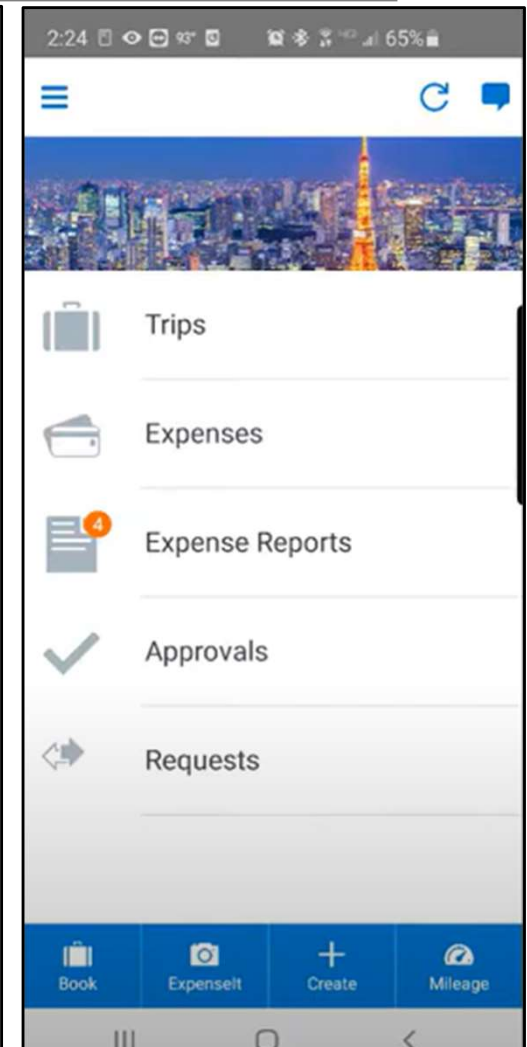 2:24 93° 65%
Trips
Expenses
4
Expense Reports
Approvals
Requests
Book ExpenseIt Create Mileage